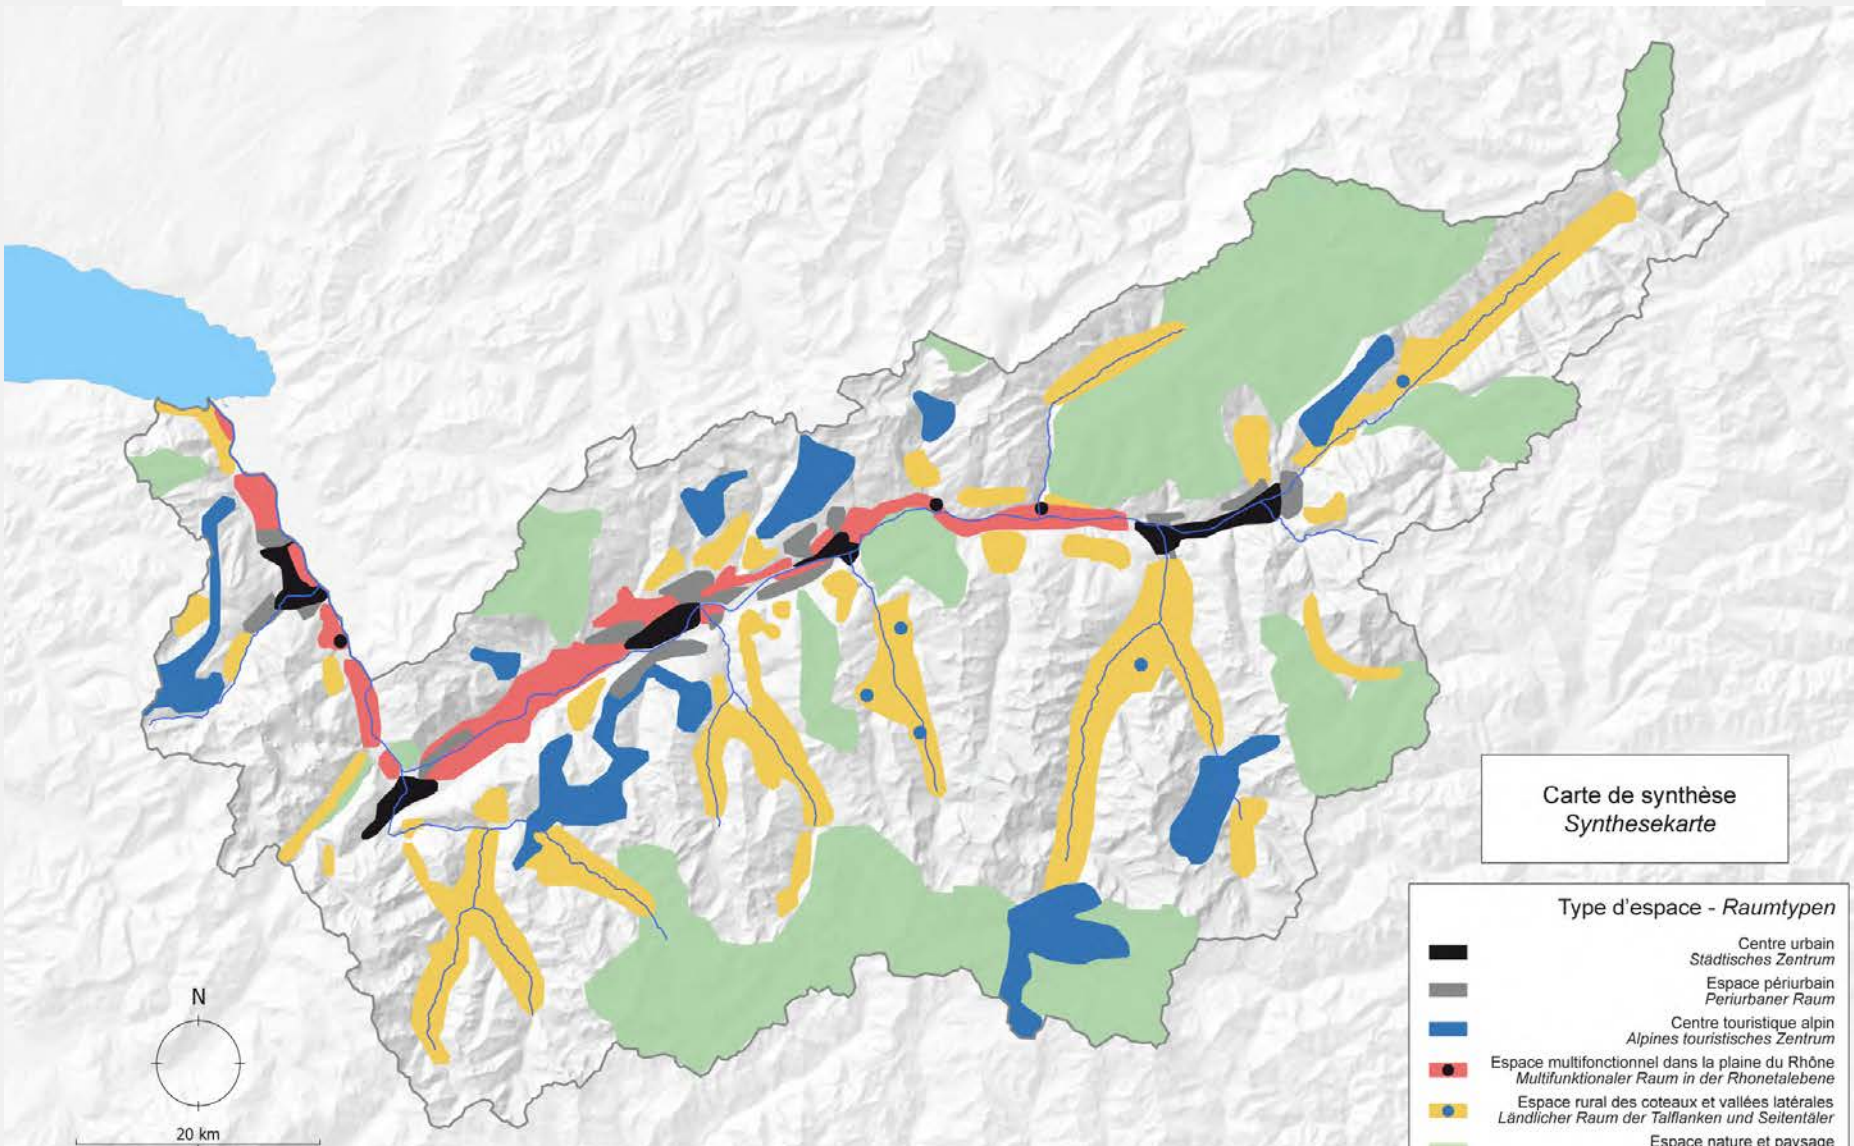 Carte de synthèse
Synthesekarte
Type d'espace - Raumtypen
Centre urbain
Städtisches Zentrum
Espace périurbain
Periurbaner Raum
Centre touristique alpin
Alpines touristisches Zentrum
Espace multifonctionnel dans la plaine du Rhône
Multifunktionaler Raum in der Rhonetalebene
Espace rural des coteaux et vallées latérales
Ländlicher Raum der Talflanken und Seitentäler
Espace nature et paysage
N
20 km